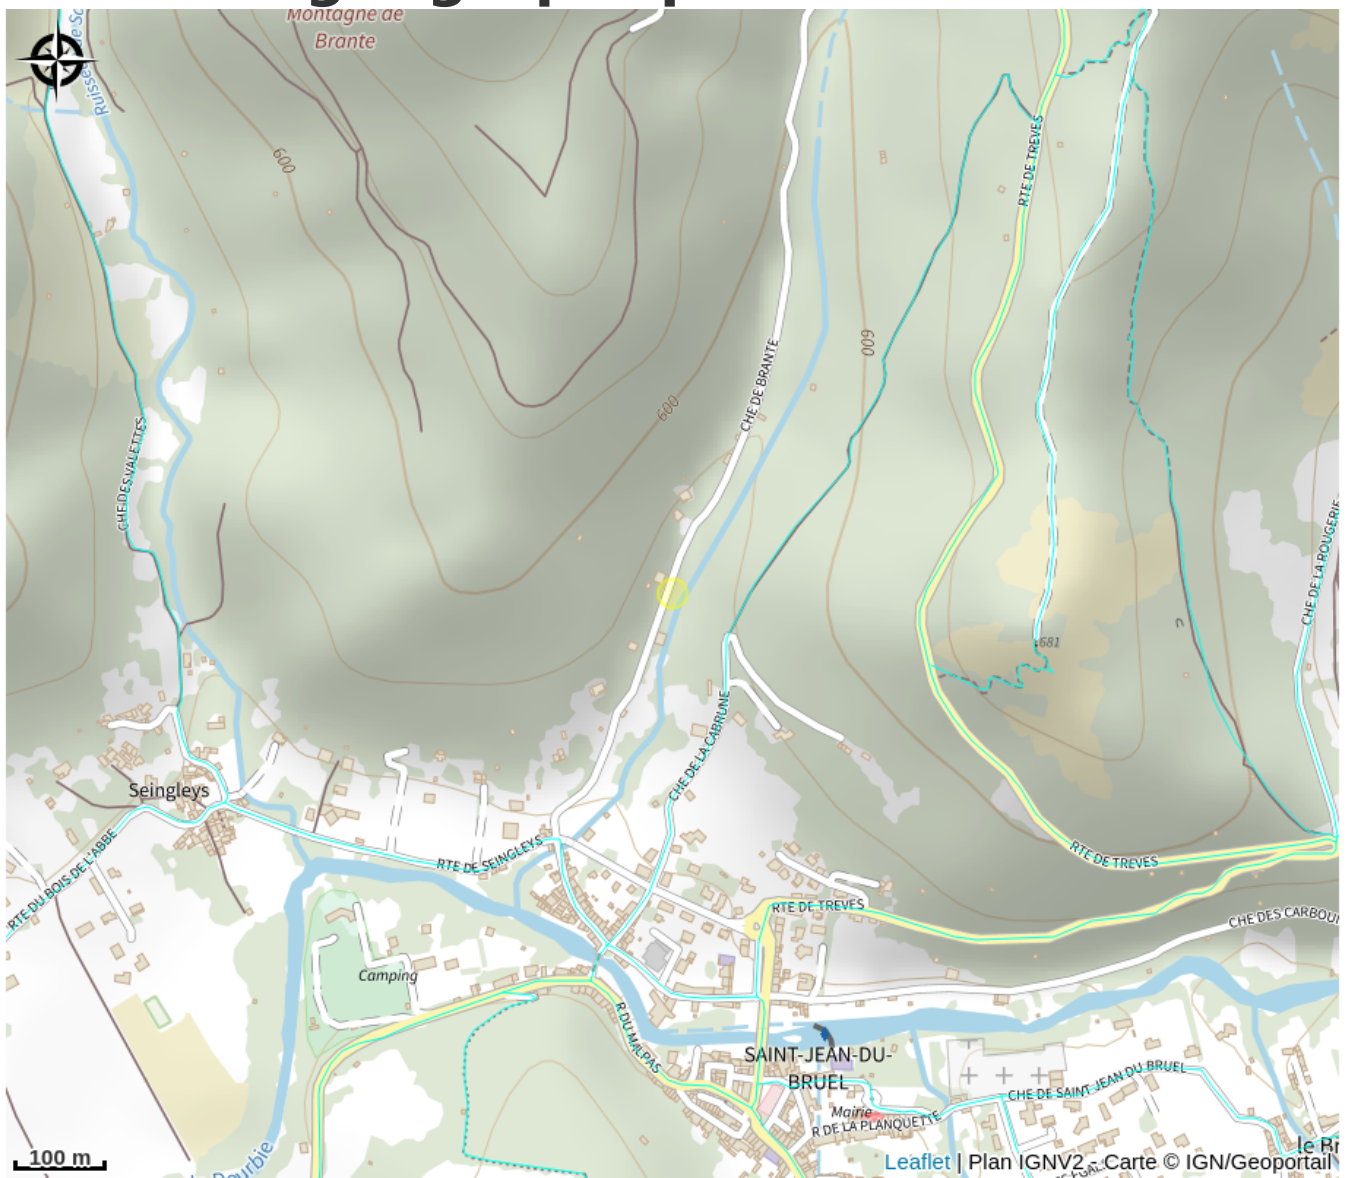 Montagne de
Brante
Ruisse
600
RTE DE TREVES
600
CHE DE BRANTE
600
CHE DES VALETTES
CHE DE LA ROUGERIE
681
CHE DE LA CABRUNE
Seingleys
RTE DE SEINGLEYS
RTE DU BOIS DE L'ABBE
RTE DE TREVES
RTE DE TREVES
CHE DES CARBOU
Camping
R DU MALPAS
SAINT-JEAN-DU-
BRUEL
CHE DE SAINT JEAN DU BRUEL
Mairie
R DE LA PLANQUETTE
le Br
100 m
Dourbie
Leaflet | Plan IGNV2 - Carte © IGN/Geoportail